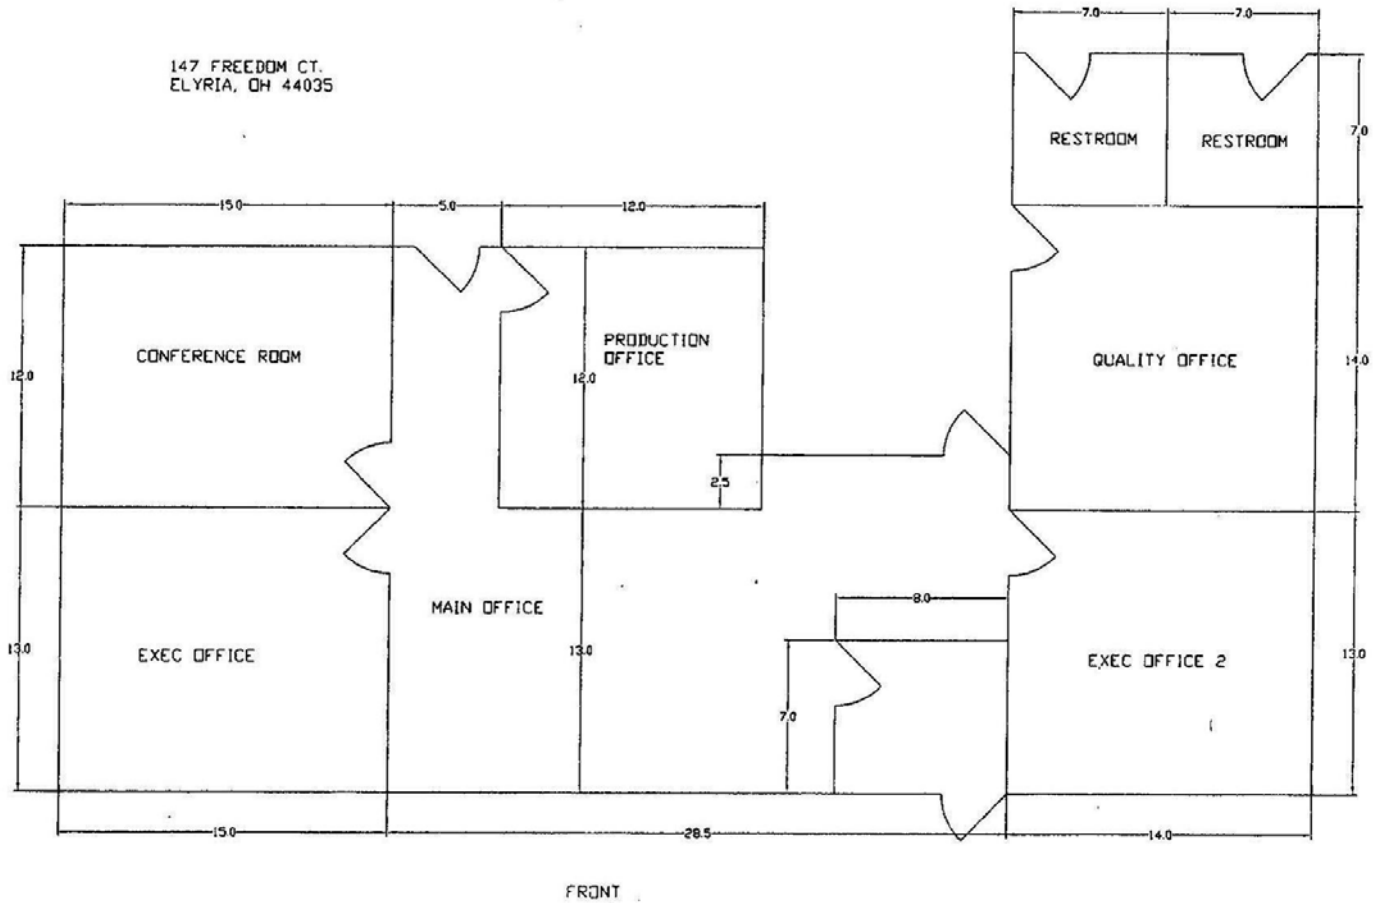 7.0
7.0
147 FREEDOM CT.
ELYRIA, OH 44035
7.0
RESTROOM
RESTROOM
15.0
5.0
12.0
CONFERENCE ROOM
PRODUCTION
OFFICE
QUALITY OFFICE
12.0
12.0
14.0
2.5
8.0
MAIN OFFICE
13.0
EXEC OFFICE
13.0
EXEC OFFICE 2
13.0
7.0
15.0
28.5
14.0
FRONT